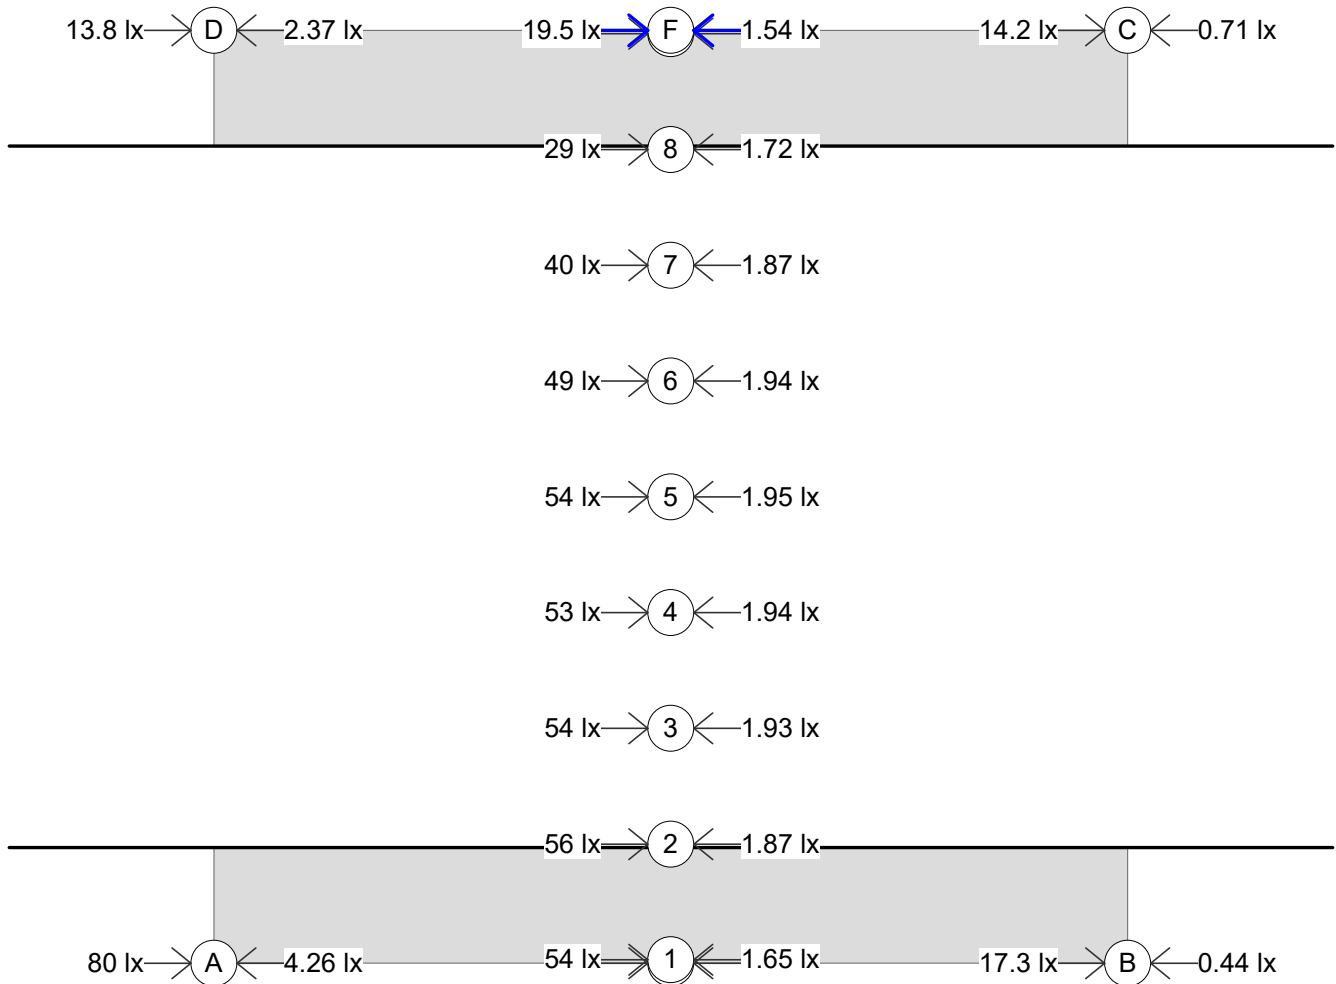 13.8 lx D 2.37 lx 19.5 lx F 1.54 lx 14.2 lx C 0.71 lx
29 lx 8 1.72 lx
40 lx 7 1.87 lx
49 lx 6 1.94 lx
54 lx 5 1.95 lx
53 lx 4 1.94 lx
54 lx 3 1.93 lx
56 lx 2 1.87 lx
80 lx A 4.26 lx 54 lx 1 1.65 lx 17.3 lx B 0.44 lx